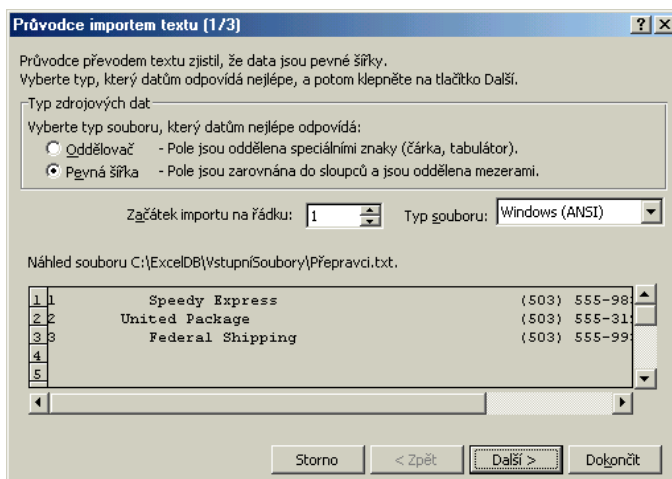 Průvodce importem textu (1/3)
Průvodce převodem textu zjistil, že data jsou pevné šířky.
Vyberte typ, který datům odpovídá nejlépe, a potom klepněte na tlačítko Další.
Typ zdrojových dat
Vyberte typ souboru, který datům nejlépe odpovídá:
Oddělovač - Pole jsou oddělena speciálními znaky (čárka, tabulátor).
Pevná šířka - Pole jsou zarovnána do sloupců a jsou oddělena mezerami.
Začátek importu na řádku: 1 Typ souboru: Windows (ANSI)
Náhled souboru C:\ExcelDB\VstupníSoubory\Přepravci.txt.
1 1 Speedy Express (503) 555-98
2 2 United Package (503) 555-31
3 3 Federal Shipping (503) 555-99
4
5
Storno < Zpět Další > Dokončit